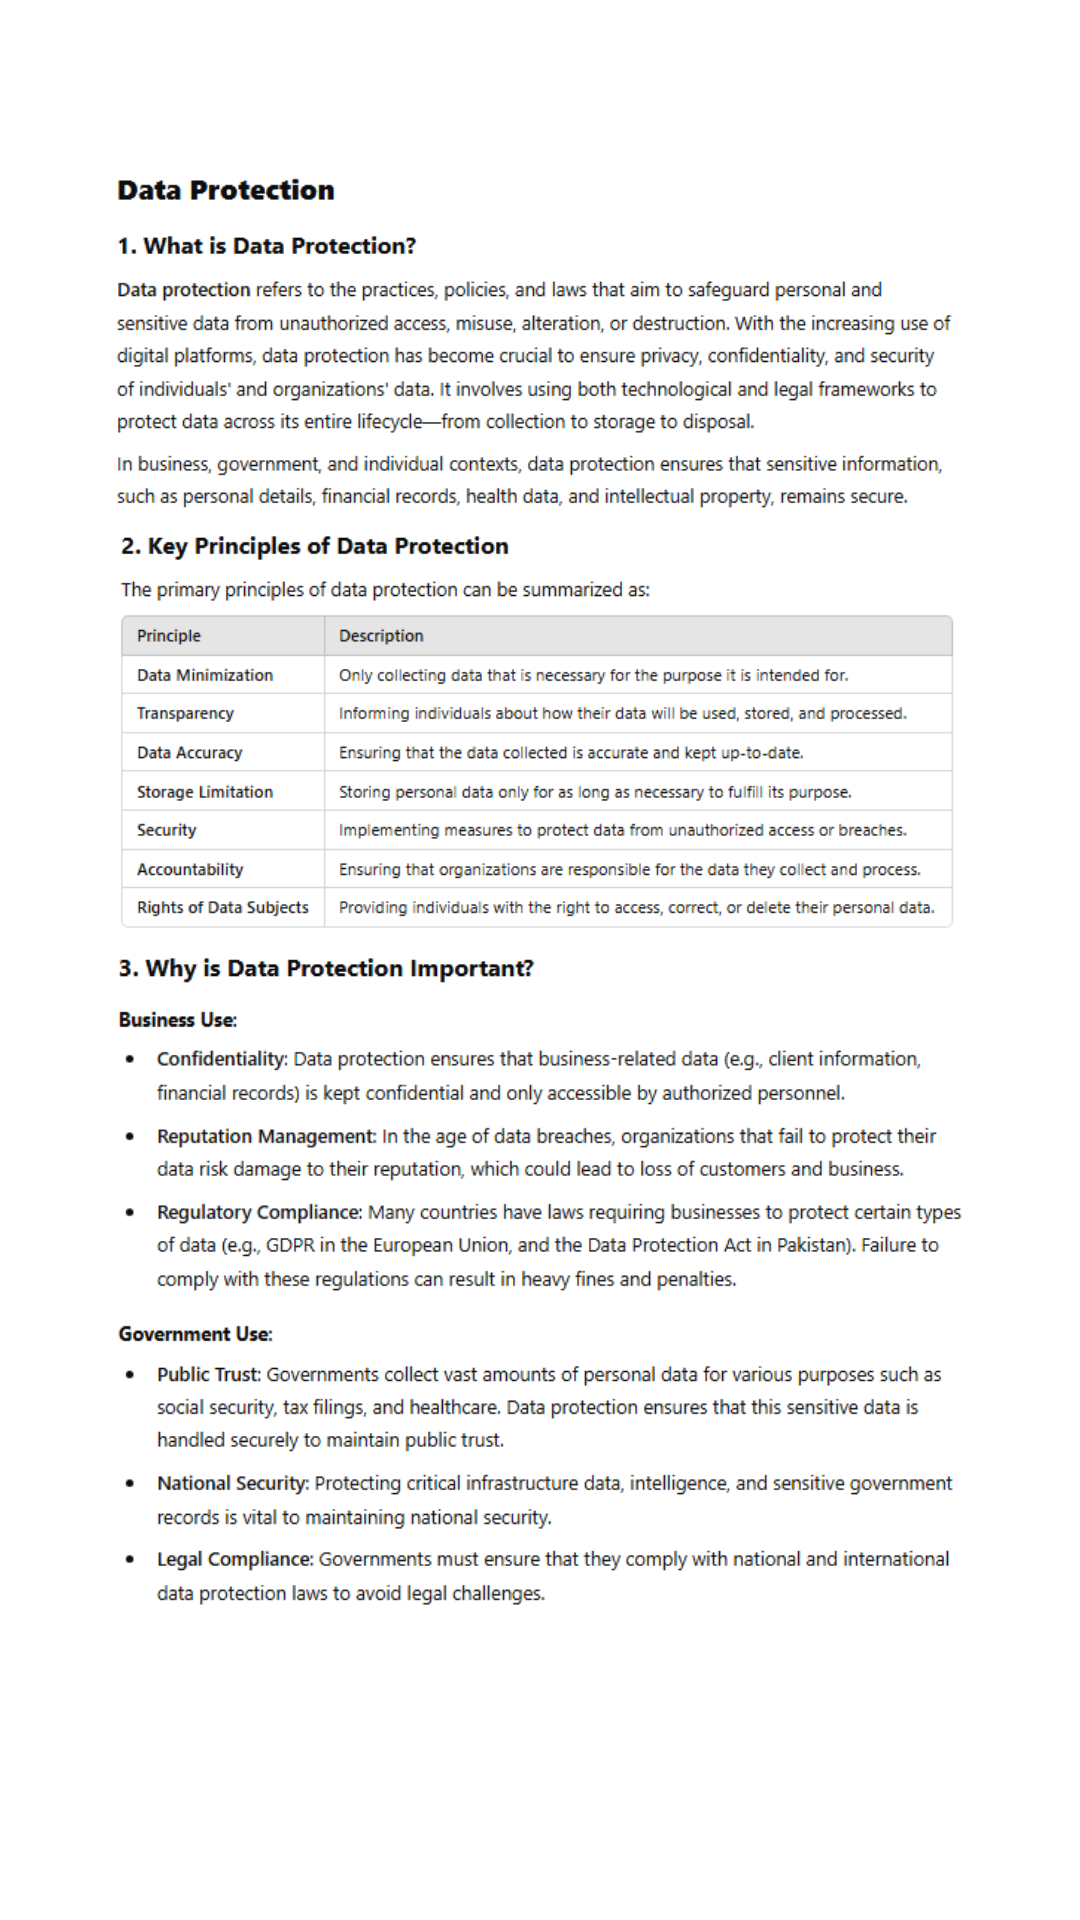 Data Protection
1. What is Data Protection?
Data protection refers to the practices, policies, and laws that aim to safeguard personal and
sensitive data from unauthorized access, misuse, alteration, or destruction. With the increasing use of
digital platforms, data protection has become crucial to ensure privacy, confidentiality, and security
of individuals' and organizations' data. It involves using both technological and legal frameworks to
protect data across its entire lifecycle—from collection to storage to disposal.
In business, government, and individual contexts, data protection ensures that sensitive information,
such as personal details, financial records, health data, and intellectual property, remains secure.
2. Key Principles of Data Protection
The primary principles of data protection can be summarized as:
Principle Description
Data Minimization Only collecting data that is necessary for the purpose it is intended for.
Transparency Informing individuals about how their data will be used, stored, and processed.
Data Accuracy Ensuring that the data collected is accurate and kept up-to-date.
Storage Limitation Storing personal data only for as long as necessary to fulfill its purpose.
Security Implementing measures to protect data from unauthorized access or breaches.
Accountability Ensuring that organizations are responsible for the data they collect and process.
Rights of Data Subjects Providing individuals with the right to access, correct, or delete their personal data.
3. Why is Data Protection Important?
Business Use:
• Confidentiality: Data protection ensures that business-related data (e.g., client information,
financial records) is kept confidential and only accessible by authorized personnel.
• Reputation Management: In the age of data breaches, organizations that fail to protect their
data risk damage to their reputation, which could lead to loss of customers and business.
• Regulatory Compliance: Many countries have laws requiring businesses to protect certain types
of data (e.g., GDPR in the European Union, and the Data Protection Act in Pakistan). Failure to
comply with these regulations can result in heavy fines and penalties.
Government Use:
• Public Trust: Governments collect vast amounts of personal data for various purposes such as
social security, tax filings, and healthcare. Data protection ensures that this sensitive data is
handled securely to maintain public trust.
• National Security: Protecting critical infrastructure data, intelligence, and sensitive government
records is vital to maintaining national security.
• Legal Compliance: Governments must ensure that they comply with national and international
data protection laws to avoid legal challenges.